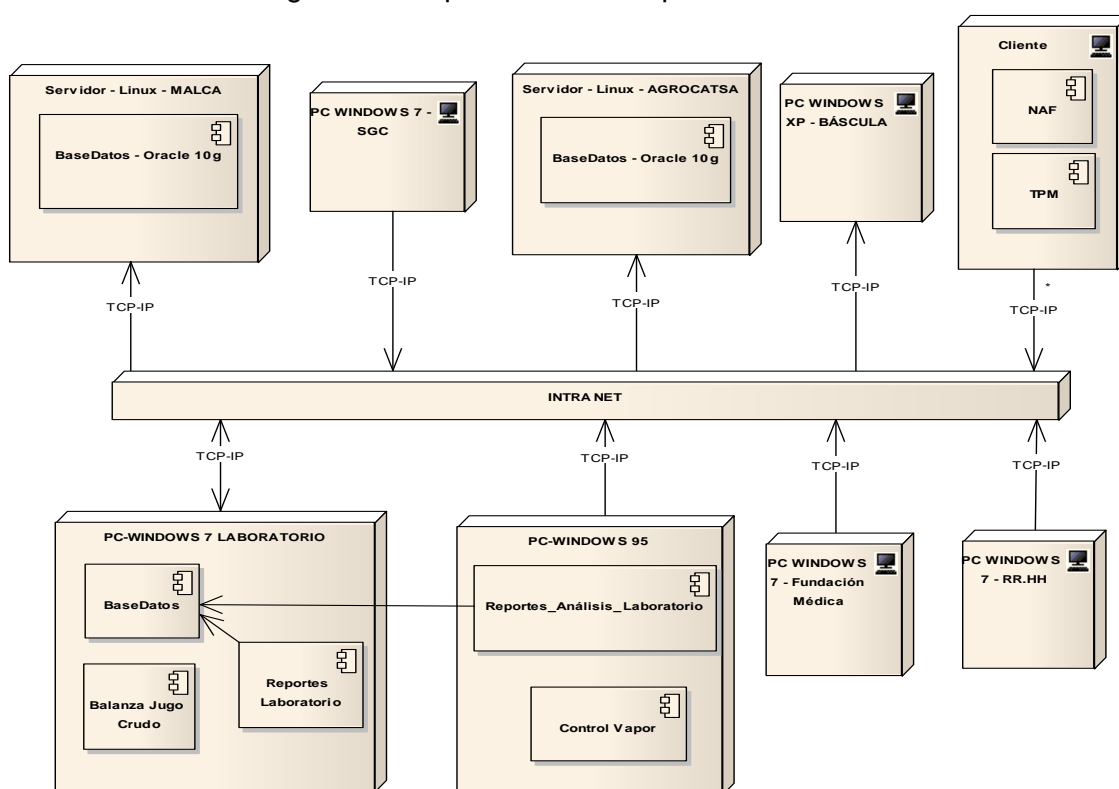 Servidor - Linux - MALCA
BaseDatos - Oracle 10g
PC WINDOWS 7 -
SGC
Servidor - Linux - AGROCATSA
BaseDatos - Oracle 10g
PC WINDOWS
XP - BÁSCULA
Cliente
NAF
TPM
TCP-IP
TCP-IP
TCP-IP
TCP-IP
*
TCP-IP
INTRANET
TCP-IP
TCP-IP
TCP-IP
TCP-IP
PC-WINDOWS 7 LABORATORIO
BaseDatos
Reportes
Laboratorio
Balanza Jugo
Crudo
PC-WINDOWS 95
Reportes_Análisis_Laboratorio
Control Vapor
PC WINDOWS
7 - Fundación
Médica
PC WINDOWS
7 - RR.HH